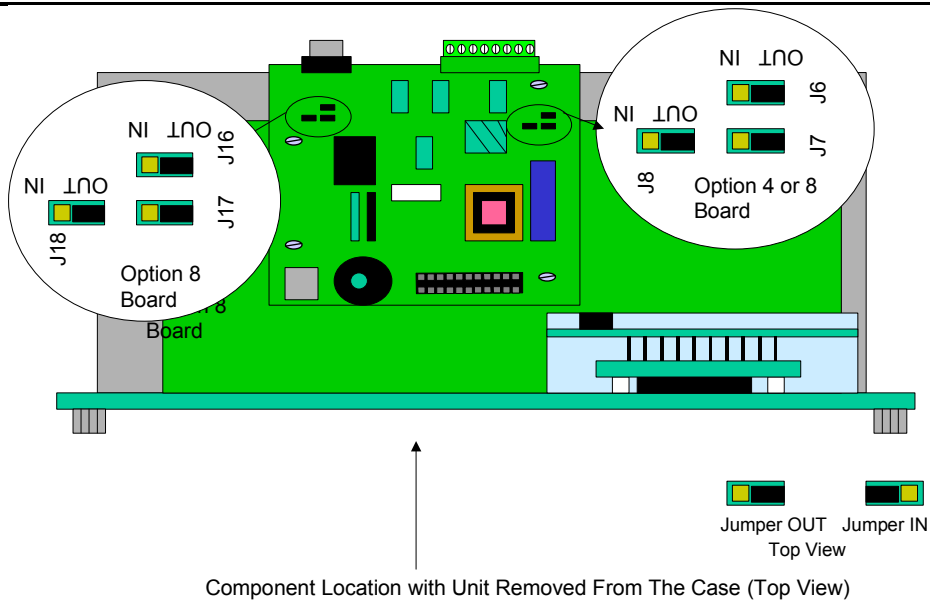 IN OUT
J16
IN OUT
J17
J18
Option 8
Board
8
Board
IN OUT
J6
IN OUT
J7
J8
Option 4 or 8
Board
Jumper OUT Jumper IN
Top View
Component Location with Unit Removed From The Case (Top View)